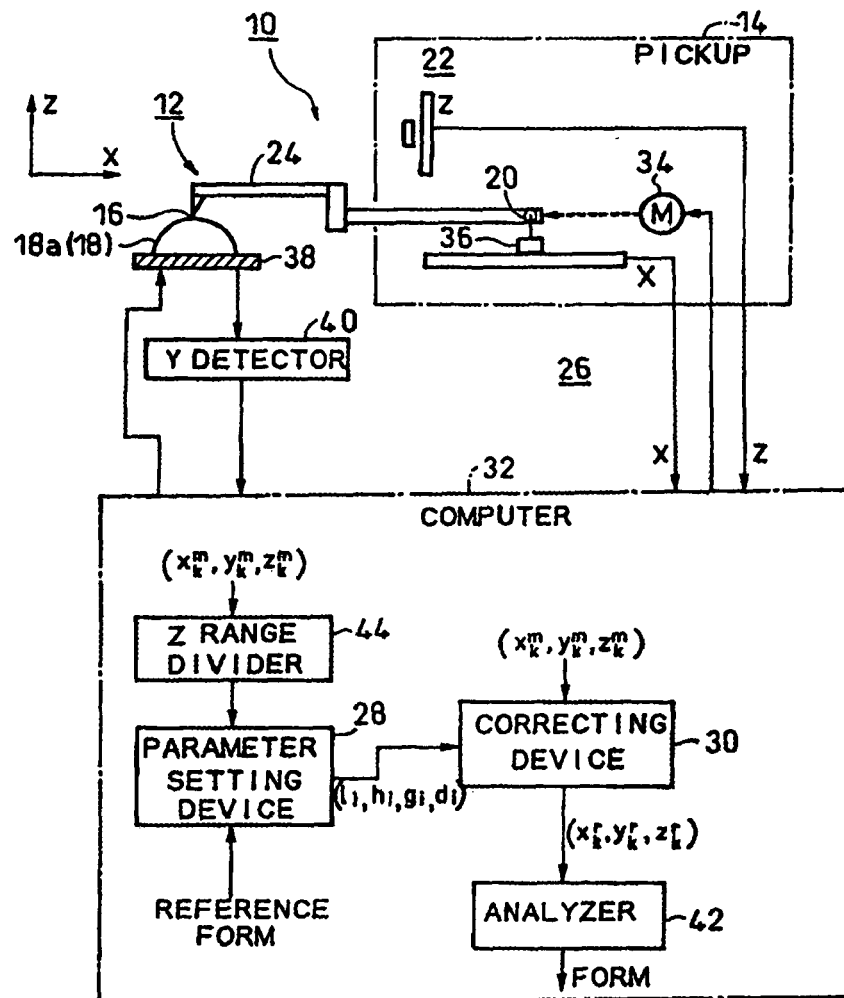 10
14
PICKUP
22
Z
Z
12
X
24
20
34
M
16
36
18a(18)
38
X
40
Y DETECTOR
26
X
Z
32
COMPUTER
(x_k^m, y_k^m, z_k^m)
44
Z RANGE
DIVIDER
(x_k^m, y_k^m, z_k^m)
28
PARAMETER
SETTING
DEVICE
CORRECTING
DEVICE
30
(l_i, h_i, g_i, d_i)
(x_k^r, y_k^r, z_k^r)
REFERENCE
FORM
ANALYZER
42
FORM